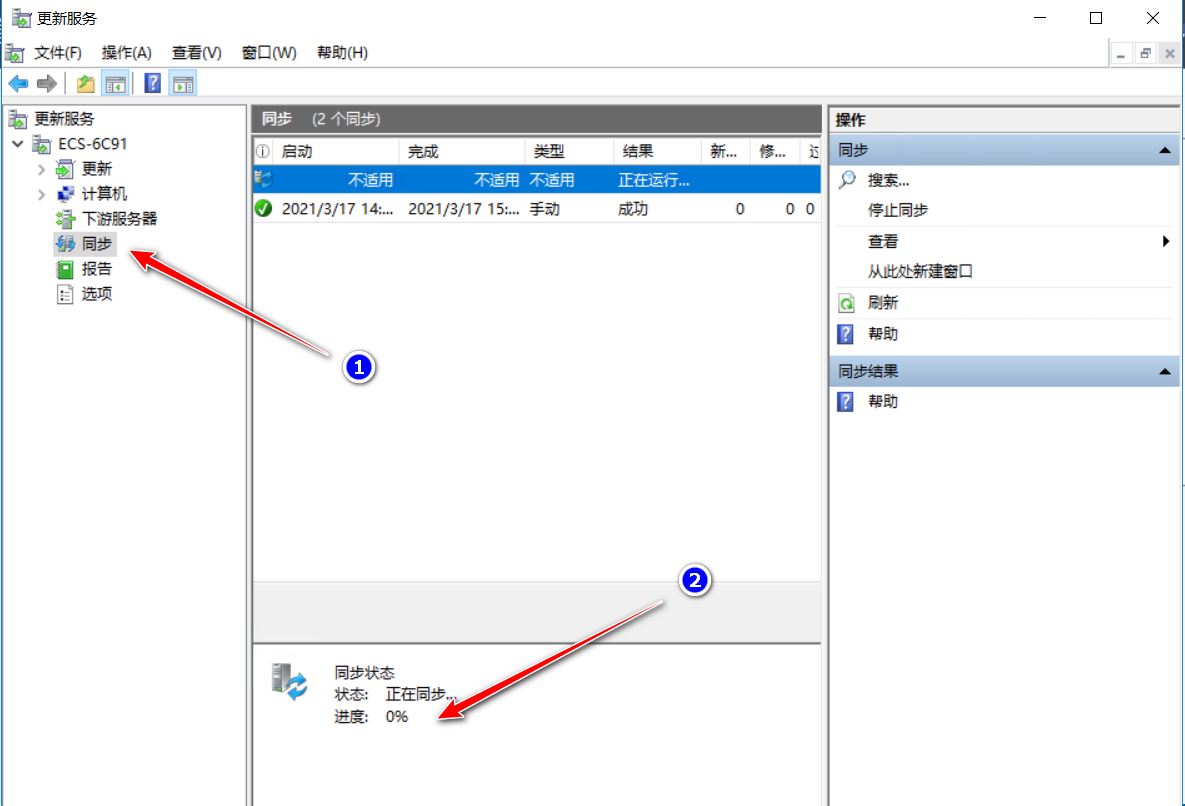 更新服务
文件(F) 操作(A) 查看(V) 窗口(W) 帮助(H)
更新服务
ECS-6C91
更新
计算机
下游服务器
同步
报告
选项
同步 (2 个同步)
启动 完成 类型 结果 新... 修... 过
不适用 不适用 不适用 正在运行...
2021/3/17 14:... 2021/3/17 15:... 手动 成功 0 0 0
1
2
同步状态
状态: 正在同步...
进度: 0%
操作
同步
搜索...
停止同步
查看
从此处新建窗口
刷新
帮助
同步结果
帮助